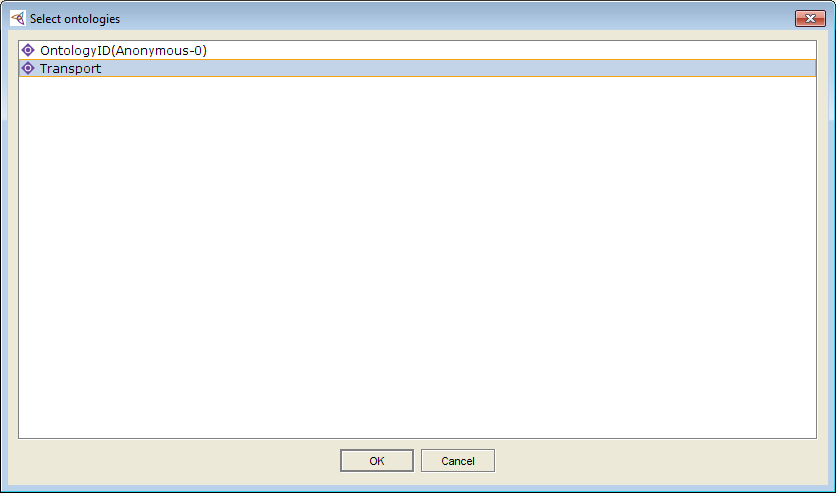 Select ontologies
OntologyID(Anonymous-0)
Transport
OK
Cancel